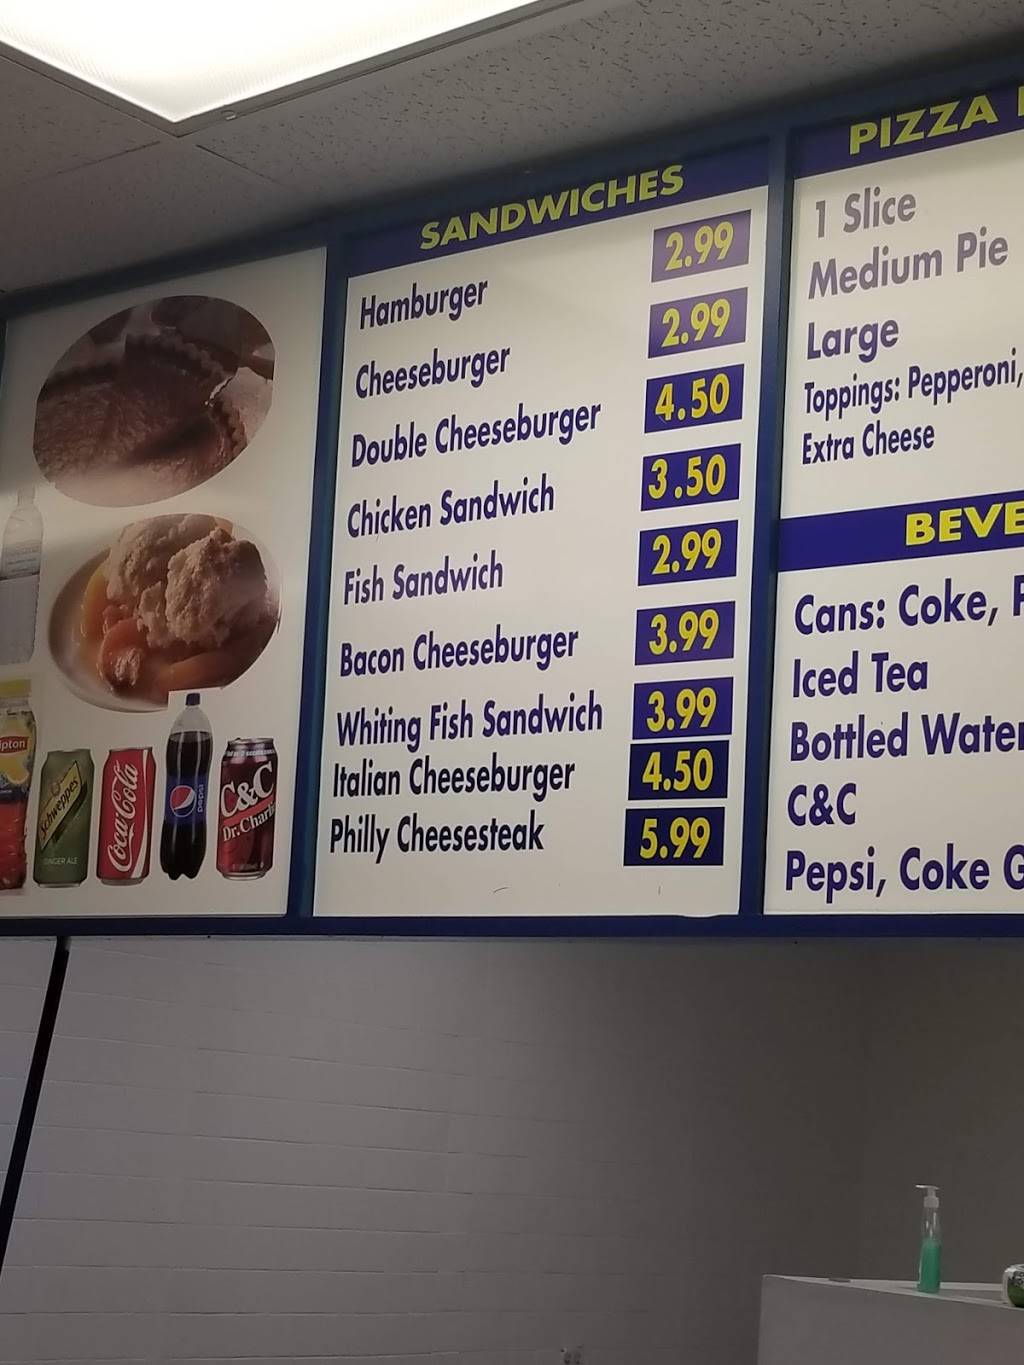 SANDWICHES
Hamburger 2.99
Cheeseburger 2.99
Double Cheeseburger 4.50
Chicken Sandwich 3.50
Fish Sandwich 2.99
Bacon Cheeseburger 3.99
Whiting Fish Sandwich 3.99
Italian Cheeseburger 4.50
Philly Cheesesteak 5.99
PIZZA
1 Slice
Medium Pie
Large
Toppings: Pepperoni,
Extra Cheese
BEVE
Cans: Coke,
Iced Tea
Bottled Water
C&C
Pepsi, Coke G
ipton
Schweppes
GINGER ALE
Coca-Cola
pepsi
C&C
Dr. Charli